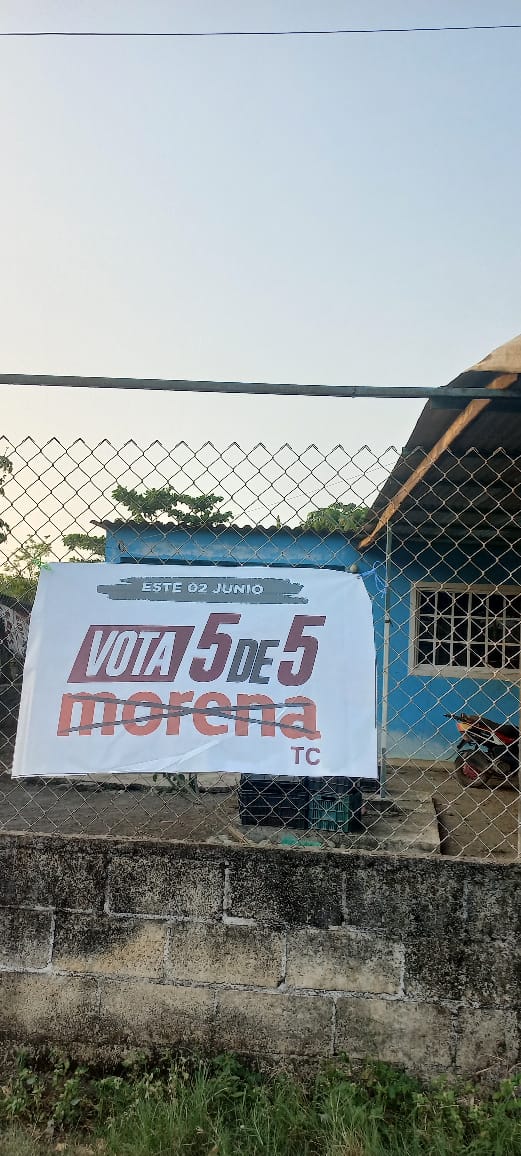 ESTE 02 JUNIO
VOTA 5 DE 5
morena
TC